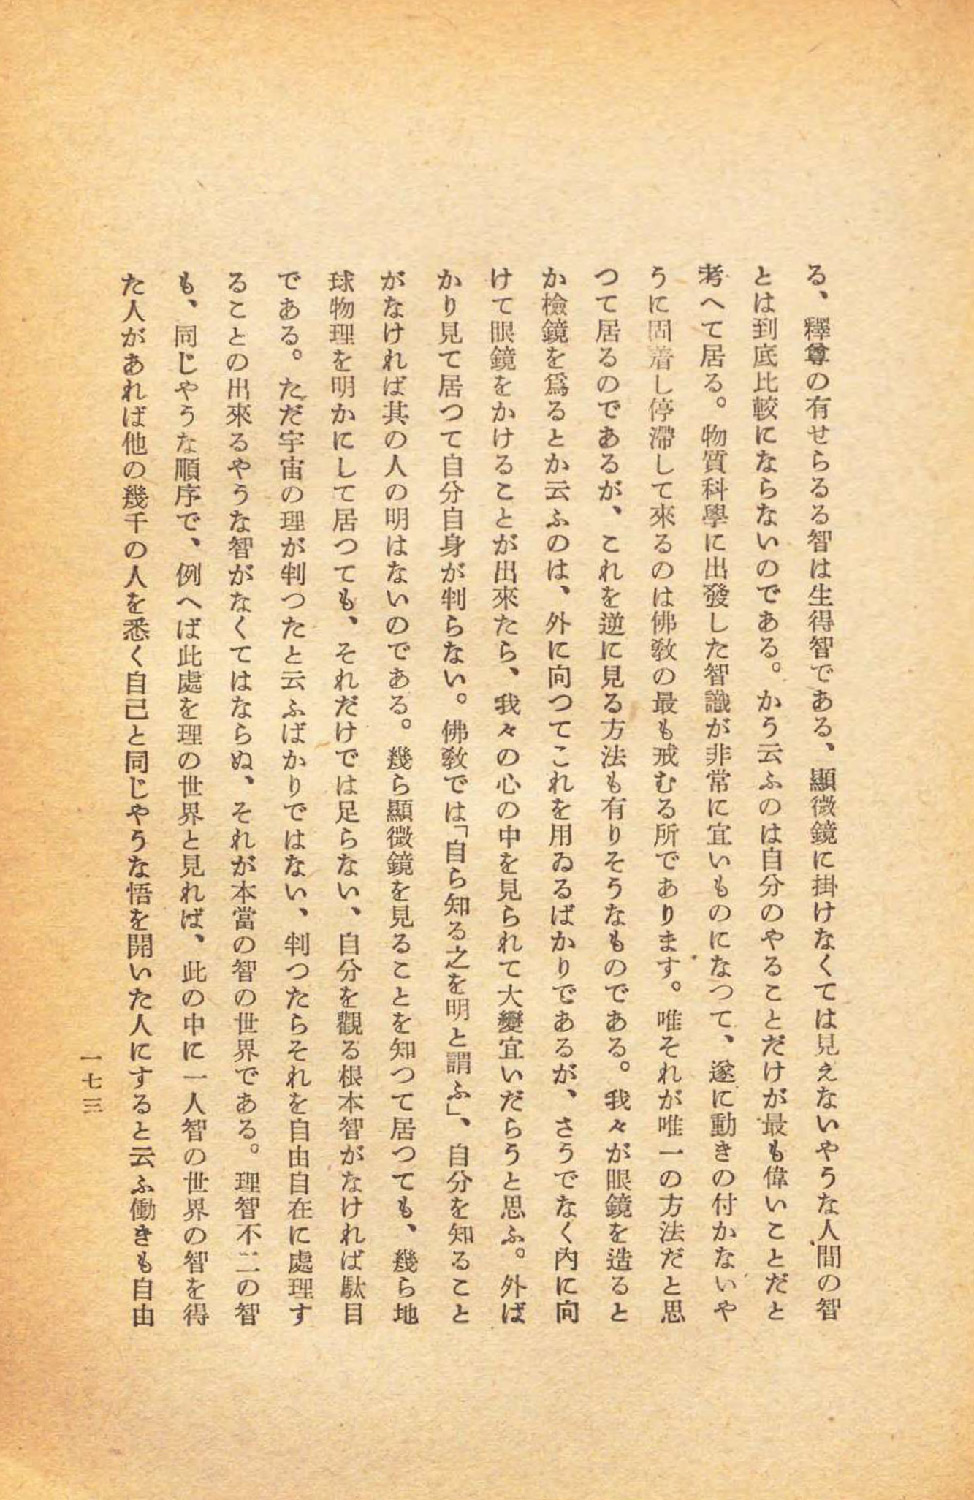 る、釋尊の有せらるる智は生得智である、顯微鏡に掛けなくては見えないやうな人間の智
とは到底比較にならないのである。かう云ふのは自分のやることだけが最も偉いことだと
考へて居る。物質科學に出發した智識が非常に宜いものになつて、遂に動きの付かないや
うに固着し停滯して來るのは佛敎の最も戒むる所であります。唯それが唯一の方法だと思
つて居るのであるが、これを逆に見る方法も有りそうなものである。我々が眼鏡を造ると
か檢鏡を爲るとか云ふのは、外に向つてこれを用ゐるばかりであるが、さうでなく內に向
けて眼鏡をかけることが出來たら、我々の心の中を見られて大變宜いだらうと思ふ。外ば
かり見て居つて自分自身が判らない。佛敎では「自ら知る之を明と謂ふ」、自分を知ること
がなければ其の人の明はないのである。幾ら顯微鏡を見ることを知つて居つても、幾ら地
球物理を明かにして居つても、それだけでは足らない、自分を觀る根本智がなければ駄目
である。ただ宇宙の理が判つたと云ふばかりではない、判つたらそれを自由自在に處理す
ることの出來るやうな智がなくてはならぬ、それが本當の智の世界である。理智不二の智
も、同じやうな順序で、例へば此處を理の世界と見れば、此の中に一人智の世界の智を得
た人があれば他の幾千の人を悉く自己と同じやうな悟を開いた人にすると云ふ働きも自由
一七三